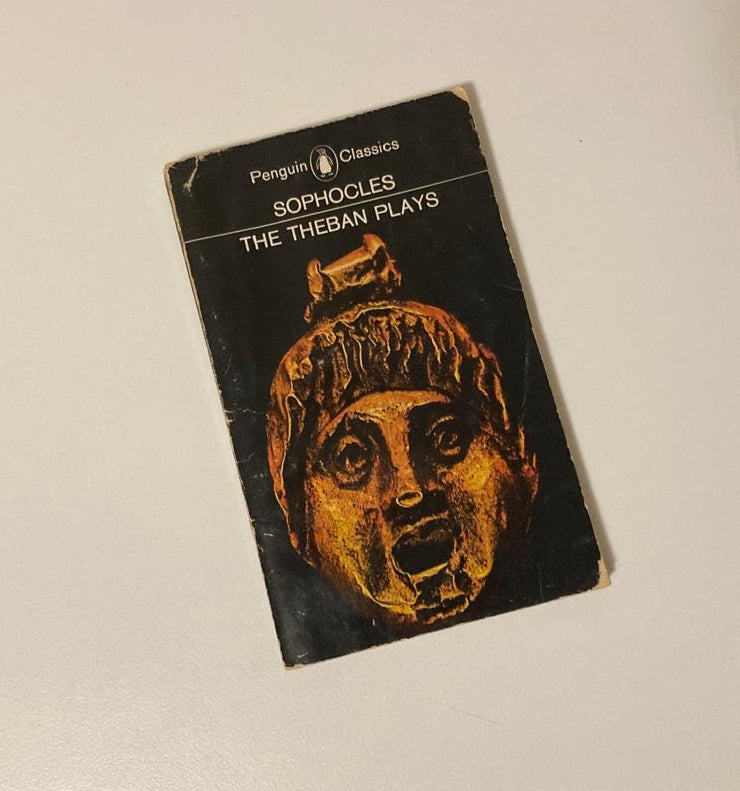 Penguin Classics
SOPHOCLES
THE THEBAN PLAYS